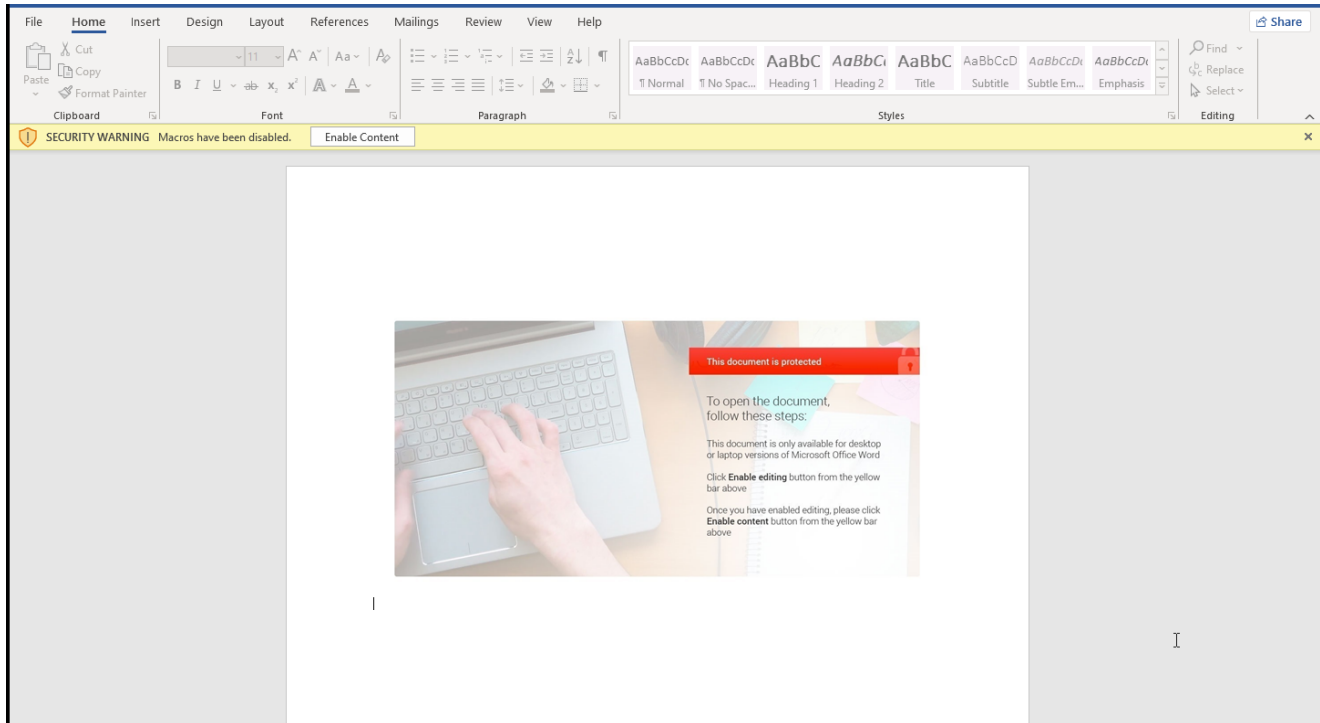 File Home Insert Design Layout References Mailings Review View Help Share
Cut
Copy
Paste
Format Painter
Clipboard
11 A^ Aˇ Aa A
B I U ab x, x² A A
Font
Paragraph
AaBbCcDc AaBbCcDc AaBbC AaBbCc AaBbC AaBbCcD AaBbCcDc AaBbCcDc
¶ Normal ¶ No Spac... Heading 1 Heading 2 Title Subtitle Subtle Em... Emphasis
Styles
Find
Replace
Select
Editing
SECURITY WARNING Macros have been disabled. Enable Content
This document is protected
To open the document,
follow these steps:
This document is only available for desktop
or laptop versions of Microsoft Office Word
Click Enable editing button from the yellow
bar above
Once you have enabled editing, please click
Enable content button from the yellow bar
above